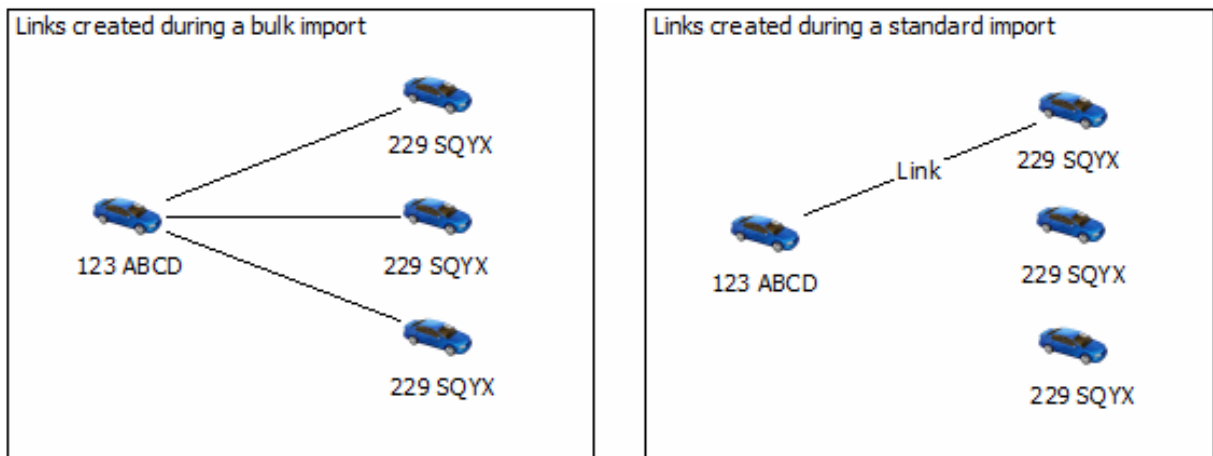 Links created during a bulk import
229 SQYX
123 ABCD
229 SQYX
229 SQYX
Links created during a standard import
229 SQYX
Link
123 ABCD
229 SQYX
229 SQYX